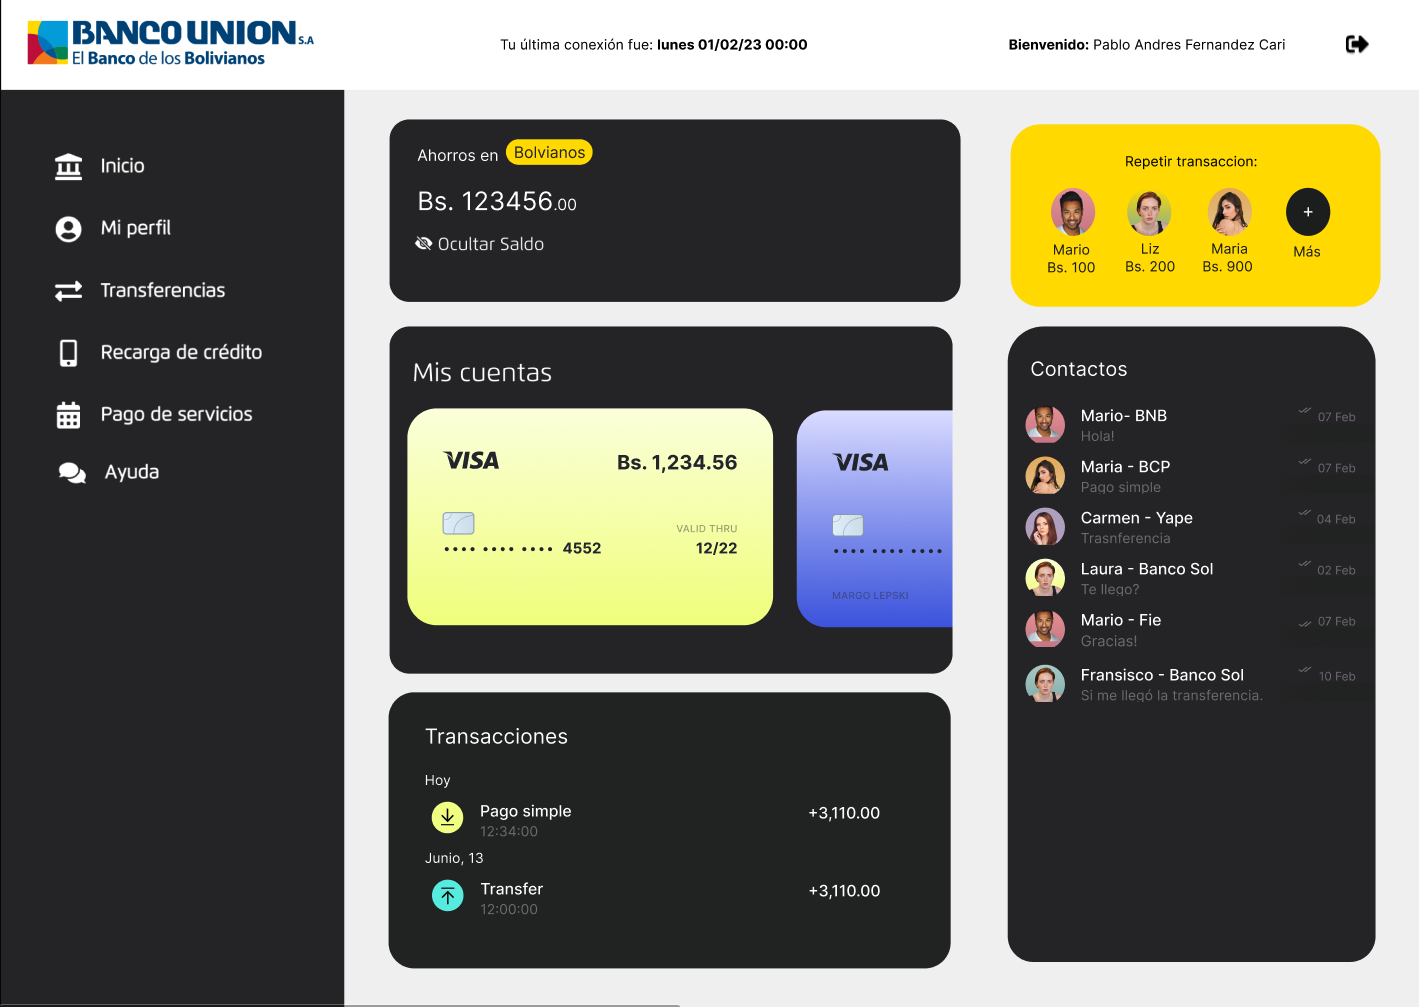 BANCO UNION S.A
El Banco de los Bolivianos
Tu última conexión fue: lunes 01/02/23 00:00
Bienvenido: Pablo Andres Fernandez Cari
Inicio
Mi perfil
Transferencias
Recarga de crédito
Pago de servicios
Ayuda
Ahorros en Bolvianos
Bs. 123456.00
Ocultar Saldo
Repetir transaccion:
Mario
Bs. 100
Liz
Bs. 200
Maria
Bs. 900
+
Más
Mis cuentas
VISA
Bs. 1,234.56
VALID THRU
•••• •••• •••• 4552
12/22
VISA
•••• •••• ••••
MARGO LEPSKI
Contactos
Mario- BNB
07 Feb
Hola!
Maria - BCP
07 Feb
Pago simple
Carmen - Yape
04 Feb
Trasnferencia
Laura - Banco Sol
02 Feb
Te llego?
Mario - Fie
07 Feb
Gracias!
Fransisco - Banco Sol
10 Feb
Si me llegó la transferencia.
Transacciones
Hoy
Pago simple
+3,110.00
12:34:00
Junio, 13
Transfer
+3,110.00
12:00:00